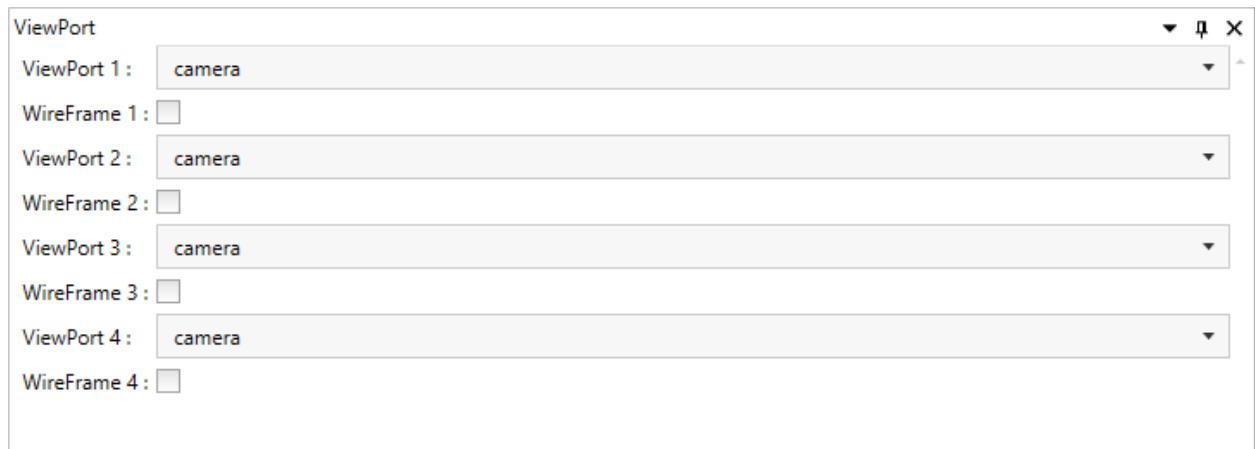 ViewPort
ViewPort 1 : camera
WireFrame 1 :
ViewPort 2 : camera
WireFrame 2 :
ViewPort 3 : camera
WireFrame 3 :
ViewPort 4 : camera
WireFrame 4 :